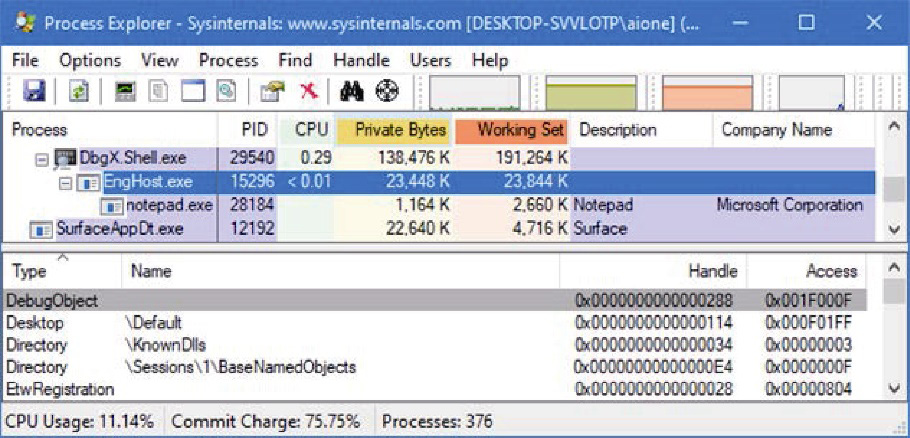 Process Explorer - Sysinternals: www.sysinternals.com [DESKTOP-SVVLOTP\aione] (...
File Options View Process Find Handle Users Help
Process PID CPU Private Bytes Working Set Description Company Name
DbgX.Shell.exe 29540 0.29 138,476 K 191,264 K
EngHost.exe 15296 < 0.01 23,448 K 23,844 K
notepad.exe 28184 1,164 K 2,660 K Notepad Microsoft Corporation
SurfaceAppDt.exe 12192 22,640 K 4,716 K Surface
Type Name Handle Access
DebugObject 0x0000000000000288 0x001F000F
Desktop \Default 0x0000000000000114 0x000F01FF
Directory \KnownDlls 0x0000000000000034 0x00000003
Directory \Sessions\1\BaseNamedObjects 0x00000000000000E4 0x0000000F
EtwRegistration 0x0000000000000028 0x00000804
CPU Usage: 11.14% Commit Charge: 75.75% Processes: 376